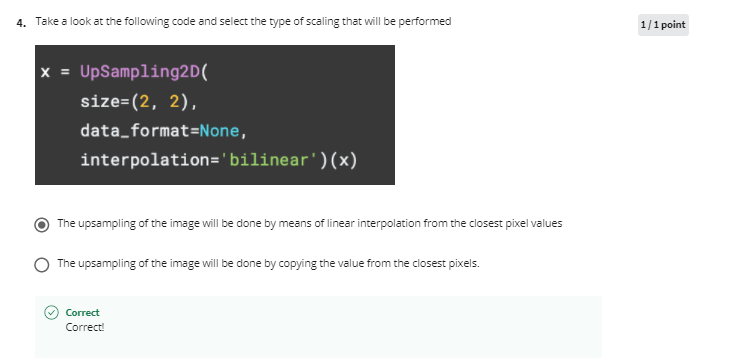 4. Take a look at the following code and select the type of scaling that will be performed
1 / 1 point
x = UpSampling2D(
size=(2, 2),
data_format=None,
interpolation='bilinear')(x)
The upsampling of the image will be done by means of linear interpolation from the closest pixel values
The upsampling of the image will be done by copying the value from the closest pixels.
Correct
Correct!